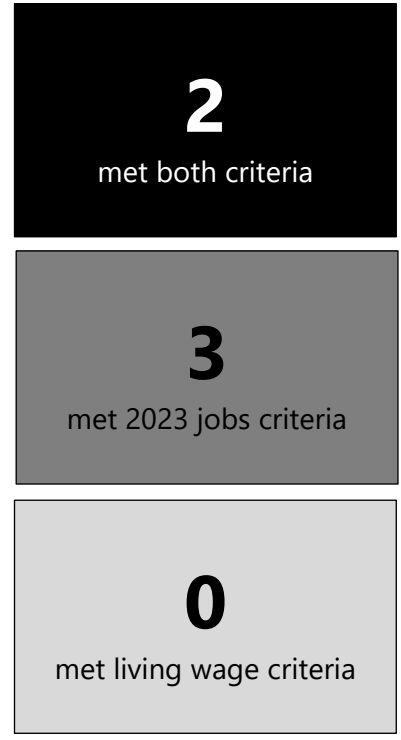 2
met both criteria
3
met 2023 jobs criteria
0
met living wage criteria